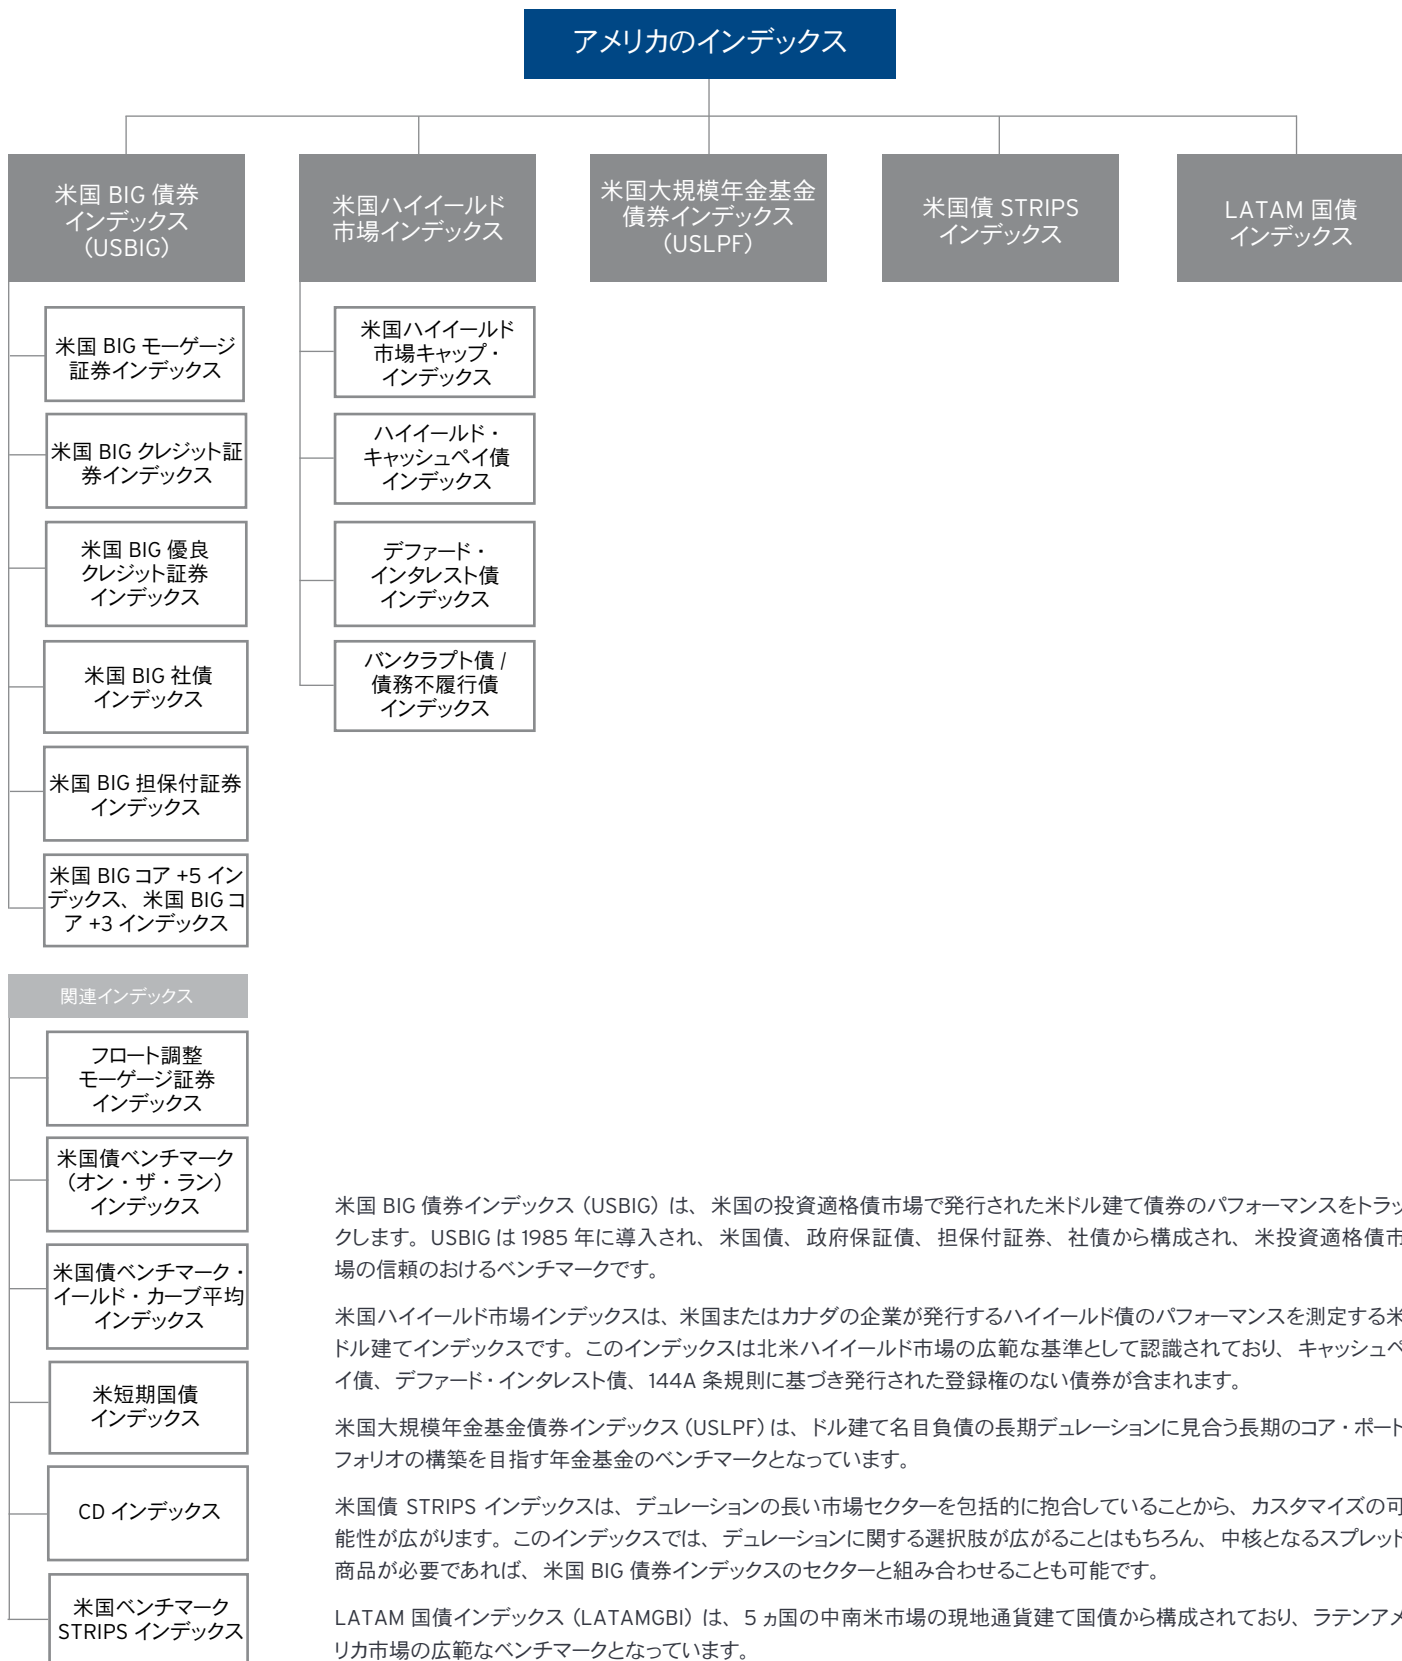 アメリカのインデックス
米国 BIG 債券
インデックス
（USBIG）
米国ハイイールド
市場インデックス
米国大規模年金基金
債券インデックス
（USLPF）
米国債 STRIPS
インデックス
LATAM 国債
インデックス
米国 BIG モーゲージ
証券インデックス
米国 BIG クレジット証
券インデックス
米国 BIG 優良
クレジット証券
インデックス
米国 BIG 社債
インデックス
米国 BIG 担保付証券
インデックス
米国 BIG コア +5 イン
デックス、米国 BIG コ
ア +3 インデックス
米国ハイイールド
市場キャップ・
インデックス
ハイイールド・
キャッシュペイ債
インデックス
デファード・
インタレスト債
インデックス
バンクラプト債 /
債務不履行債
インデックス
関連インデックス
フロート調整
モーゲージ証券
インデックス
米国債ベンチマーク
（オン・ザ・ラン）
インデックス
米国債ベンチマーク・
イールド・カーブ平均
インデックス
米短期国債
インデックス
CD インデックス
米国ベンチマーク
STRIPS インデックス
米国 BIG 債券インデックス（USBIG）は、米国の投資適格債市場で発行された米ドル建て債券のパフォーマンスをトラッ
クします。USBIG は 1985 年に導入され、米国債、政府保証債、担保付証券、社債から構成され、米投資適格債市
場の信頼のおけるベンチマークです。
米国ハイイールド市場インデックスは、米国またはカナダの企業が発行するハイイールド債のパフォーマンスを測定する米
ドル建てインデックスです。このインデックスは北米ハイイールド市場の広範な基準として認識されており、キャッシュペ
イ債、デファード・インタレスト債、144A 条規則に基づき発行された登録権のない債券が含まれます。
米国大規模年金基金債券インデックス（USLPF）は、ドル建て名目負債の長期デュレーションに見合う長期のコア・ポート
フォリオの構築を目指す年金基金のベンチマークとなっています。
米国債 STRIPS インデックスは、デュレーションの長い市場セクターを包括的に抱合していることから、カスタマイズの可
能性が広がります。このインデックスでは、デュレーションに関する選択肢が広がることはもちろん、中核となるスプレッド
商品が必要であれば、米国 BIG 債券インデックスのセクターと組み合わせることも可能です。
LATAM 国債インデックス（LATAMGBI）は、5 ヵ国の中南米市場の現地通貨建て国債から構成されており、ラテンアメ
リカ市場の広範なベンチマークとなっています。